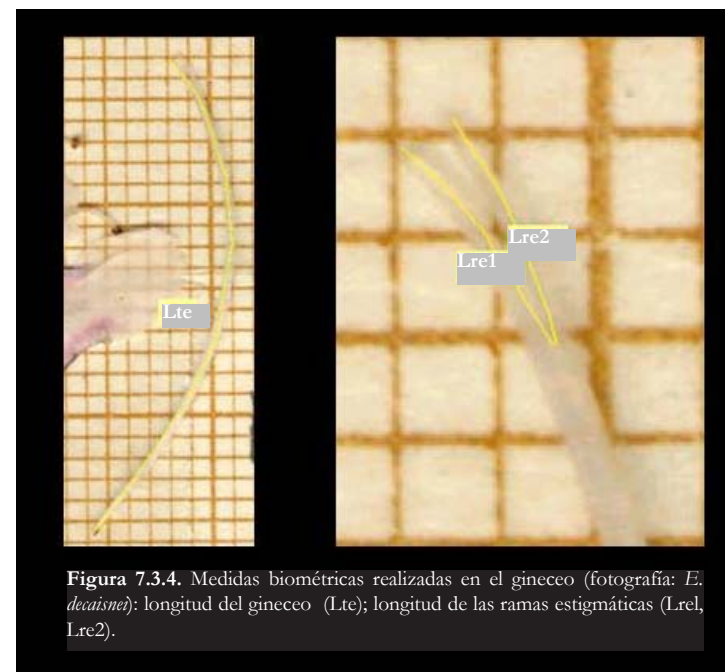 Lre2
Lre1
Lte
Figura 7.3.4. Medidas biométricas realizadas en el gineceo (fotografía: E.
decaisnei): longitud del gineceo (Lte); longitud de las ramas estigmáticas (Lrel,
Lre2).